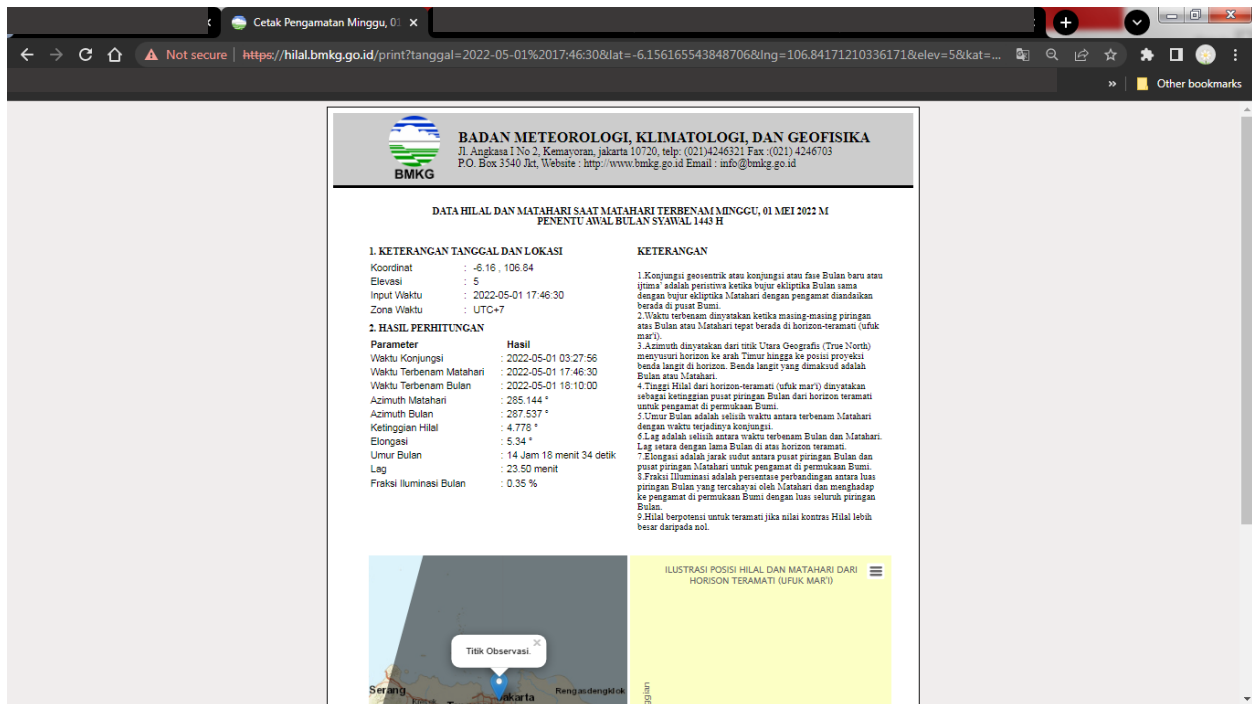 Cetak Pengamatan Minggu, 01
Not secure | https://hilal.bmkg.go.id/print?tanggal=2022-05-01%2017:46:30&lat=-6.156165543848706&lng=106.84171210336171&elev=5&kat=...
» Other bookmarks
BMKG
BADAN METEOROLOGI, KLIMATOLOGI, DAN GEOFISIKA
Jl. Angkasa I No 2, Kemayoran, jakarta 10720, telp: (021)4246321 Fax :(021) 4246703
P.O. Box 3540 Jkt, Website : http://www.bmkg.go.id Email : info@bmkg.go.id
DATA HILAL DAN MATAHARI SAAT MATAHARI TERBENAM MINGGU, 01 MEI 2022 M
PENENTU AWAL BULAN SYAWAL 1443 H
1. KETERANGAN TANGGAL DAN LOKASI
Koordinat : -6.16 , 106.84
Elevasi : 5
Input Waktu : 2022-05-01 17:46:30
Zona Waktu : UTC+7
2. HASIL PERHITUNGAN
Parameter Hasil
Waktu Konjungsi : 2022-05-01 03:27:56
Waktu Terbenam Matahari : 2022-05-01 17:46:30
Waktu Terbenam Bulan : 2022-05-01 18:10:00
Azimuth Matahari : 285.144 °
Azimuth Bulan : 287.537 °
Ketinggian Hilal : 4.778 °
Elongasi : 5.34 °
Umur Bulan : 14 Jam 18 menit 34 detik
Lag : 23.50 menit
Fraksi Iluminasi Bulan : 0.35 %
KETERANGAN
1.Konjungsi geosentrik atau konjungsi atau fase Bulan baru atau
ijtima' adalah peristiwa ketika bujur ekliptika Bulan sama
dengan bujur ekliptika Matahari dengan pengamat diandaikan
berada di pusat Bumi.
2.Waktu terbenam dinyatakan ketika masing-masing piringan
atas Bulan atau Matahari tepat berada di horizon-teramati (ufuk
mar'i).
3.Azimuth dinyatakan dari titik Utara Geografis (True North)
menyusuri horizon ke arah Timur hingga ke posisi proyeksi
benda langit di horizon. Benda langit yang dimaksud adalah
Bulan atau Matahari.
4.Tinggi Hilal dari horizon-teramati (ufuk mar'i) dinyatakan
sebagai ketinggian pusat piringan Bulan dari horizon teramati
untuk pengamat di permukaan Bumi.
5.Umur Bulan adalah selisih waktu antara terbenam Matahari
dengan waktu terjadinya konjungsi.
6.Lag adalah selisih antara waktu terbenam Bulan dan Matahari.
Lag setara dengan lama Bulan di atas horizon teramati.
7.Elongasi adalah jarak sudut antara pusat piringan Bulan dan
pusat piringan Matahari untuk pengamat di permukaan Bumi.
8.Fraksi Illuminasi adalah persentase perbandingan antara luas
piringan Bulan yang tercahayai oleh Matahari dan menghadap
ke pengamat di permukaan Bumi dengan luas seluruh piringan
Bulan.
9.Hilal berpotensi untuk teramati jika nilai kontras Hilal lebih
besar daripada nol.
Titik Observasi.
Serang
Rengasdengklok
ILUSTRASI POSISI HILAL DAN MATAHARI DARI
HORISON TERAMATI (UFUK MAR'I)